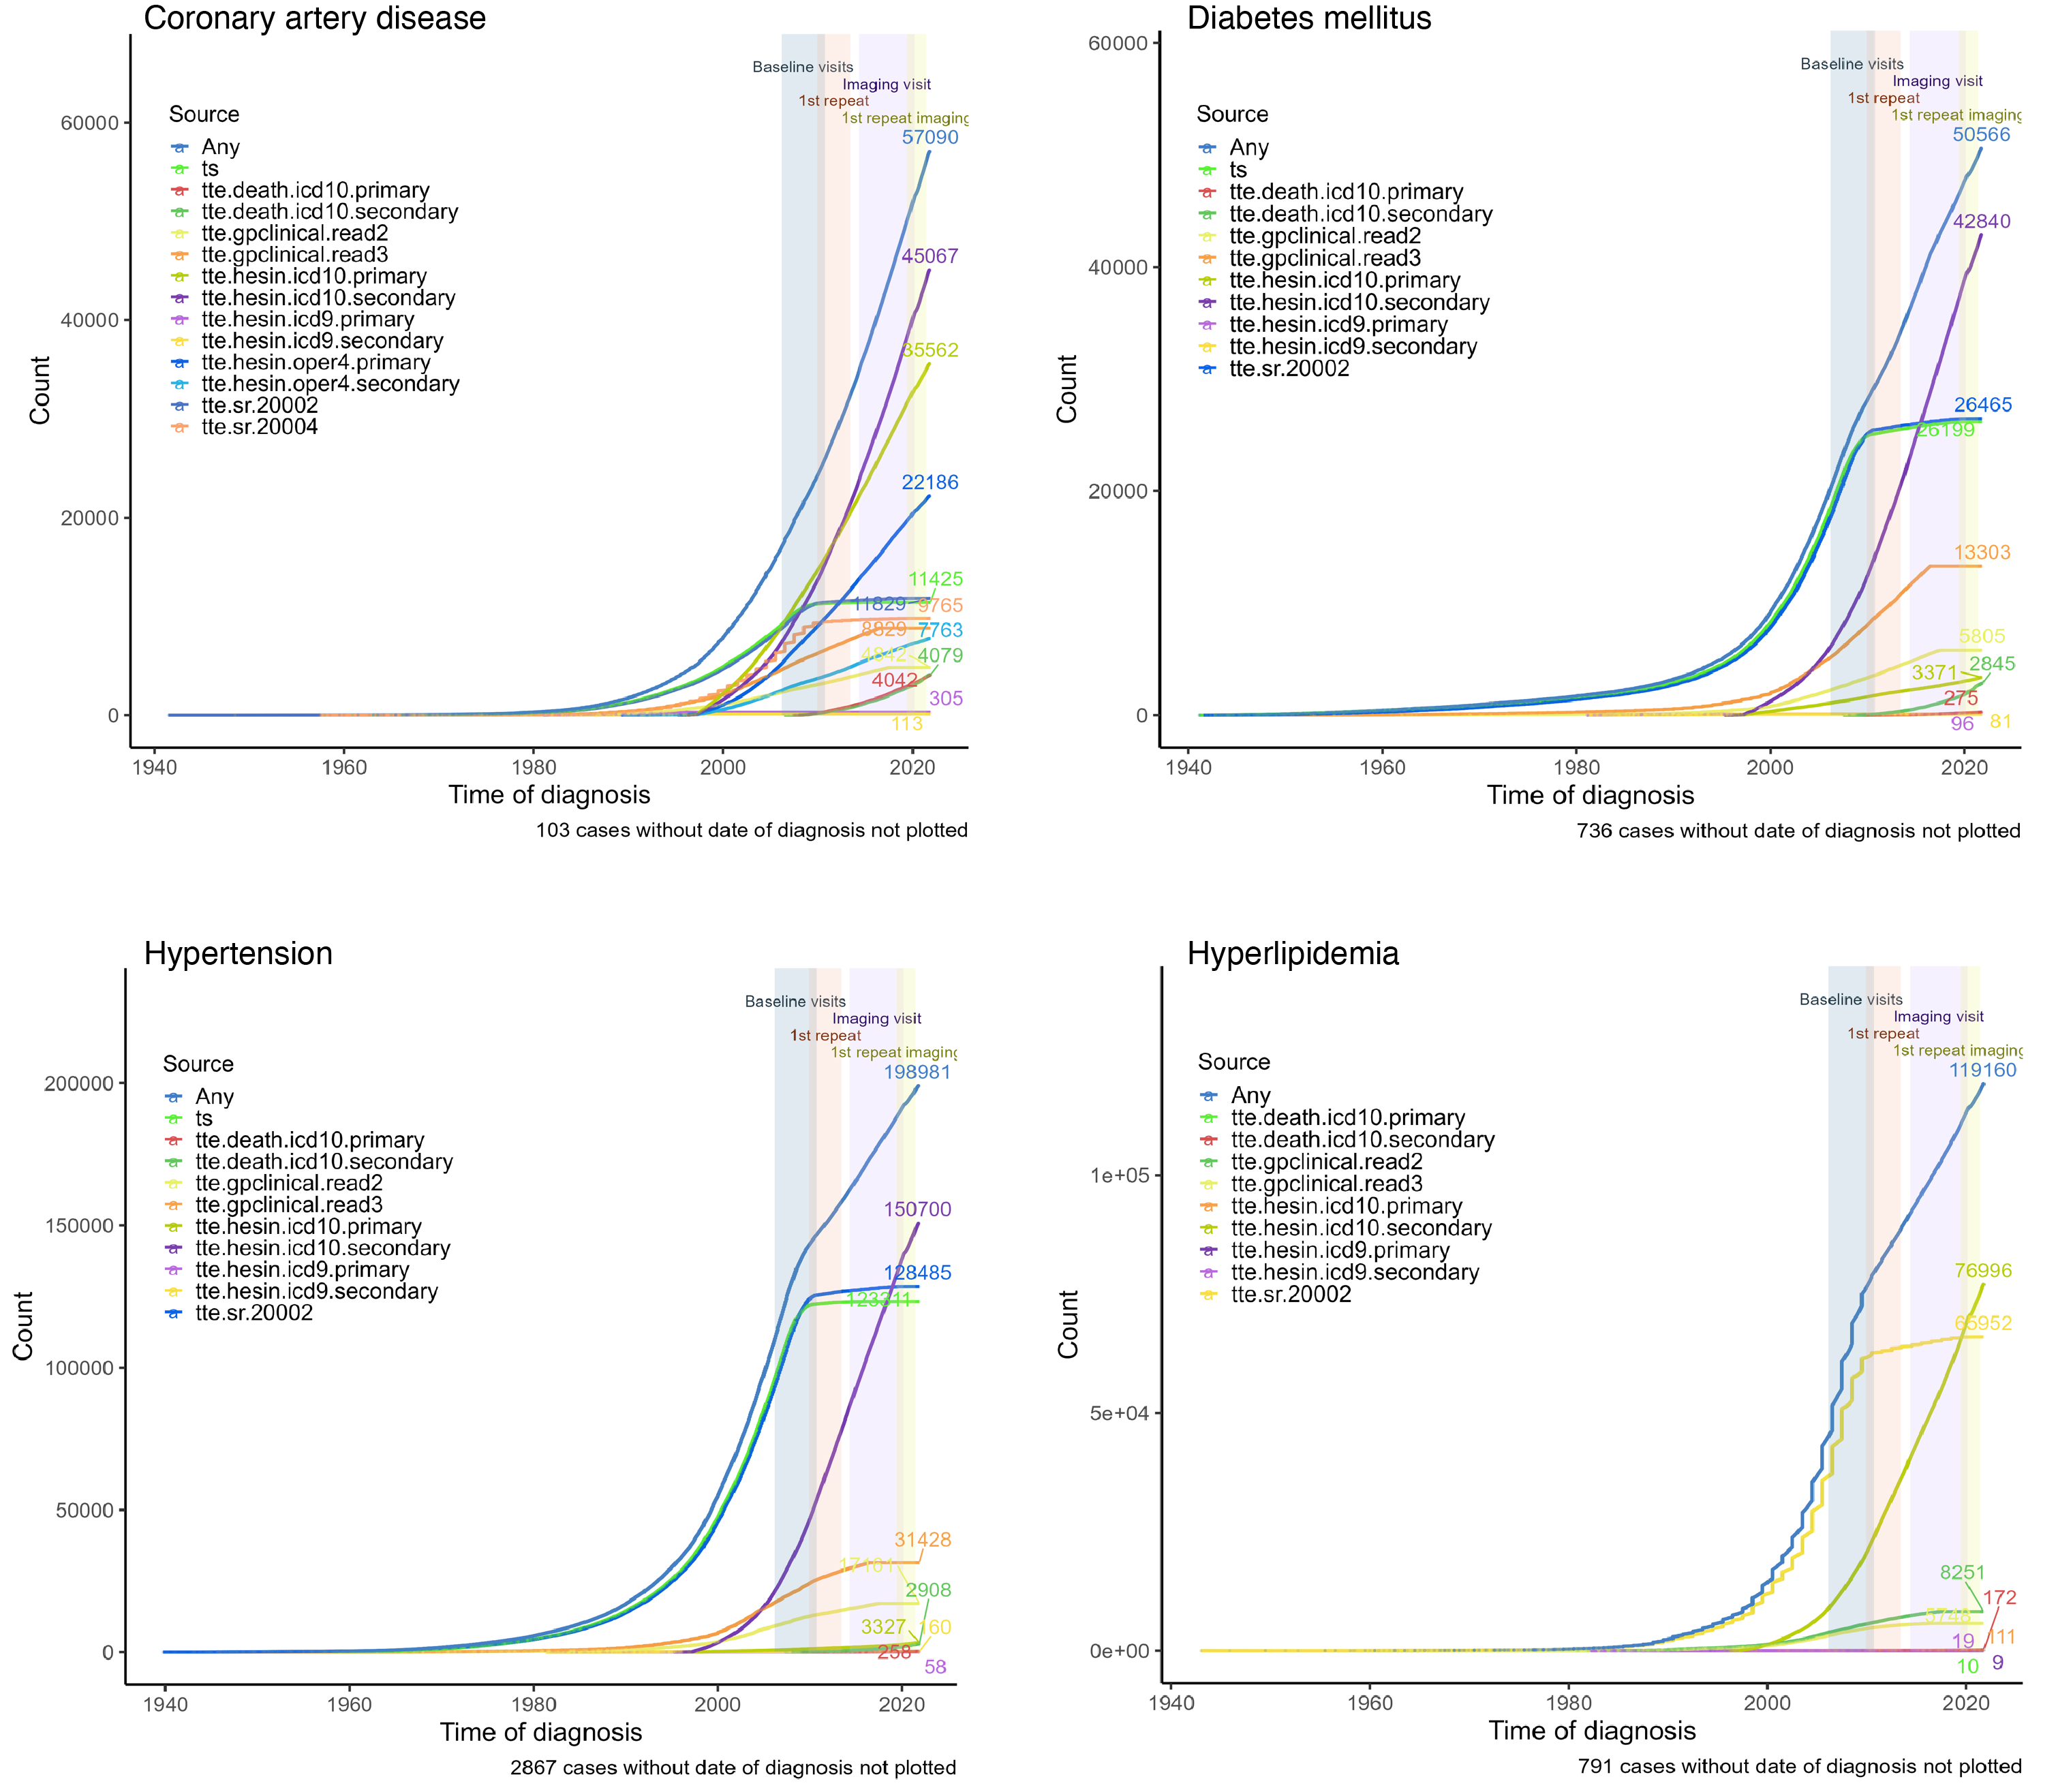 Coronary artery disease
Baseline visits
Imaging visit
1st repeat
1st repeat imaging
Source
Any
ts
tte.death.icd10.primary
tte.death.icd10.secondary
tte.gpclinical.read2
tte.gpclinical.read3
tte.hesin.icd10.primary
tte.hesin.icd10.secondary
tte.hesin.icd9.primary
tte.hesin.icd9.secondary
tte.hesin.oper4.primary
tte.hesin.oper4.secondary
tte.sr.20002
tte.sr.20004
57090
45067
35562
22186
11425
11829
9765
8829
7763
4842
4079
4042
305
113
Count
60000
40000
20000
0
1940
1960
1980
2000
2020
Time of diagnosis
103 cases without date of diagnosis not plotted
Diabetes mellitus
Baseline visits
Imaging visit
1st repeat
1st repeat imaging
Source
Any
ts
tte.death.icd10.primary
tte.death.icd10.secondary
tte.gpclinical.read2
tte.gpclinical.read3
tte.hesin.icd10.primary
tte.hesin.icd10.secondary
tte.hesin.icd9.primary
tte.hesin.icd9.secondary
tte.sr.20002
50566
42840
26465
26199
13303
5805
3371
2845
275
96
81
Count
60000
40000
20000
0
1940
1960
1980
2000
2020
Time of diagnosis
736 cases without date of diagnosis not plotted
Hypertension
Baseline visits
Imaging visit
1st repeat
1st repeat imaging
Source
Any
ts
tte.death.icd10.primary
tte.death.icd10.secondary
tte.gpclinical.read2
tte.gpclinical.read3
tte.hesin.icd10.primary
tte.hesin.icd10.secondary
tte.hesin.icd9.primary
tte.hesin.icd9.secondary
tte.sr.20002
198981
150700
128485
31428
2908
3327
160
258
58
Count
200000
150000
100000
50000
0
1940
1960
1980
2000
2020
Time of diagnosis
2867 cases without date of diagnosis not plotted
Hyperlipidemia
Baseline visits
Imaging visit
1st repeat
1st repeat imaging
Source
Any
tte.death.icd10.primary
tte.death.icd10.secondary
tte.gpclinical.read2
tte.gpclinical.read3
tte.hesin.icd10.primary
tte.hesin.icd10.secondary
tte.hesin.icd9.primary
tte.hesin.icd9.secondary
tte.sr.20002
119160
76996
65952
8251
172
19
111
10
9
Count
1e+05
5e+04
0e+00
1940
1960
1980
2000
2020
Time of diagnosis
791 cases without date of diagnosis not plotted